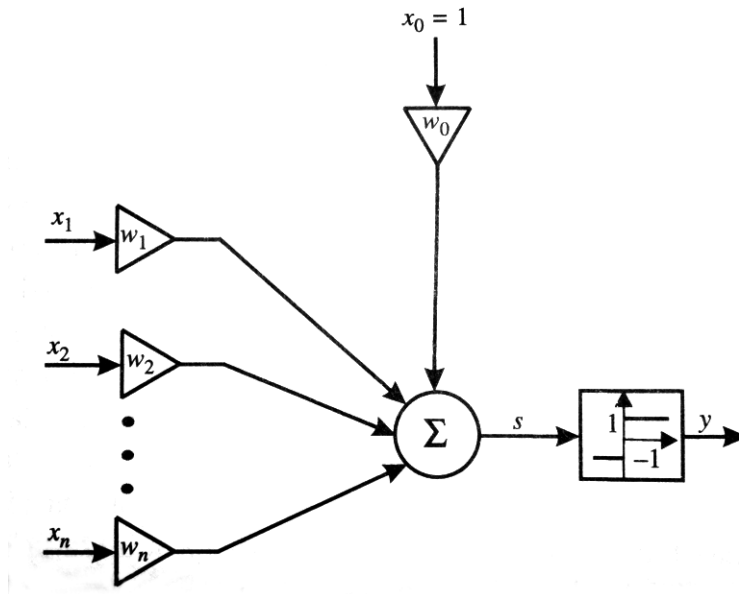 x₀ = 1
w₀
x₁
w₁
x₂
w₂
Σ
s
1
-1
y
xₙ
wₙ